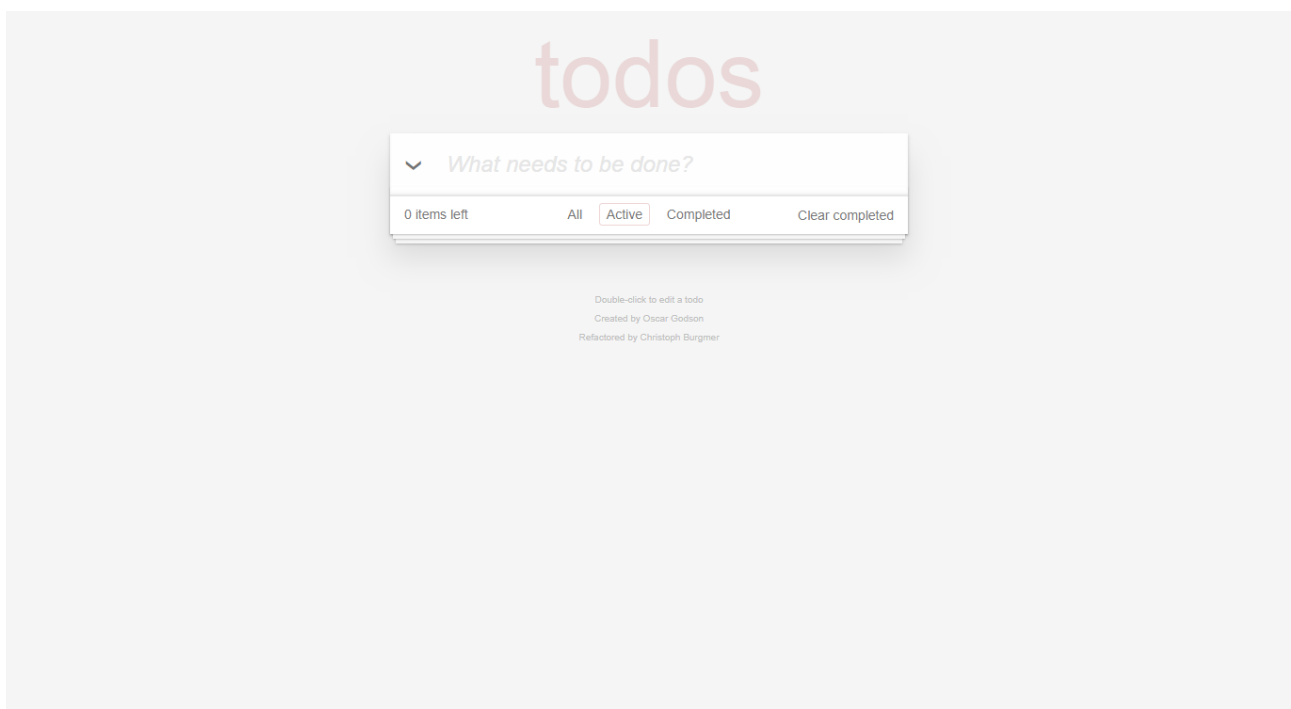 todos
What needs to be done?
0 items left All Active Completed Clear completed
Double-click to edit a todo
Created by Oscar Godson
Refactored by Christoph Burgmer